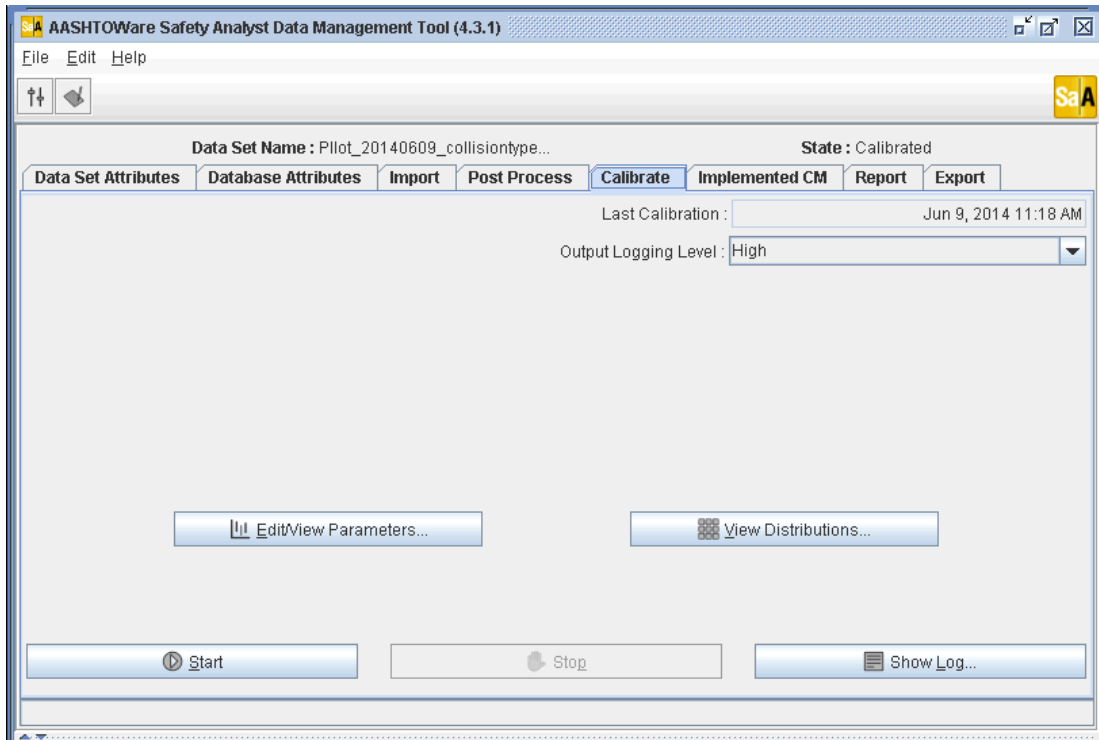 SaA AASHTOWare Safety Analyst Data Management Tool (4.3.1)
File Edit Help
SaA
Data Set Name : PIlot_20140609_collisiontype... State : Calibrated
Data Set Attributes Database Attributes Import Post Process Calibrate Implemented CM Report Export
Last Calibration : Jun 9, 2014 11:18 AM
Output Logging Level : High
Edit/View Parameters... View Distributions...
Start Stop Show Log...